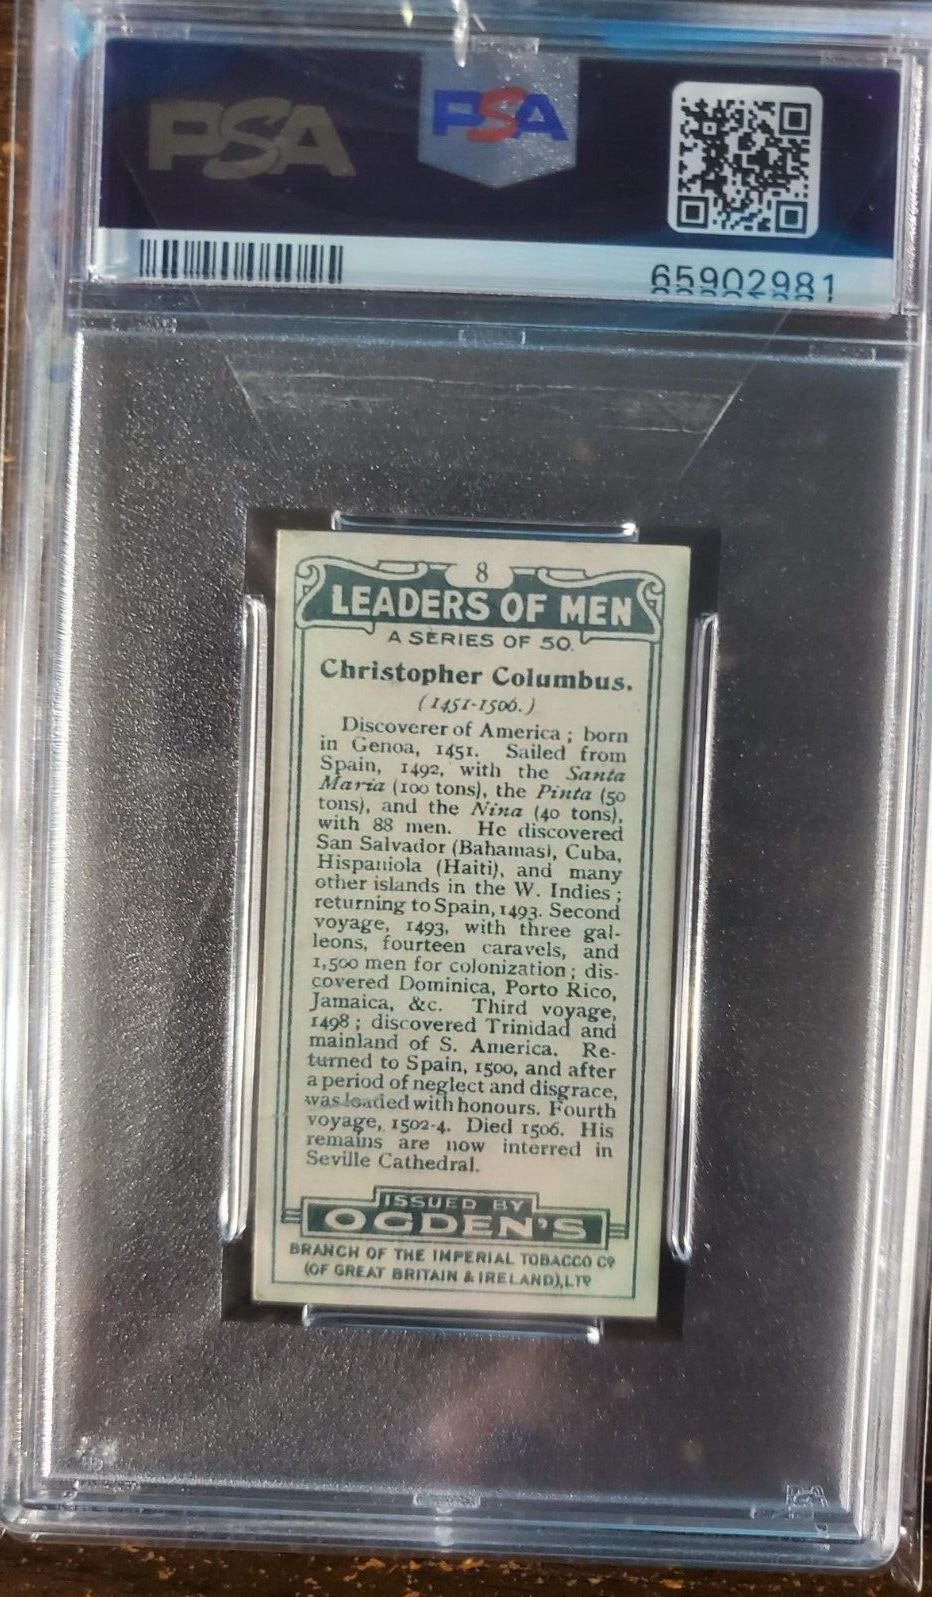 PSA
PSA
65902981
8
LEADERS OF MEN
A SERIES OF 50.
Christopher Columbus.
(1451-1506.)
Discoverer of America ; born
in Genoa, 1451. Sailed from
Spain, 1492, with the Santa
Maria (100 tons), the Pinta (50
tons), and the Nina (40 tons),
with 88 men. He discovered
San Salvador (Bahamas), Cuba,
Hispaniola (Haiti), and many
other islands in the W. Indies ;
returning to Spain, 1493. Second
voyage, 1493, with three gal-
leons, fourteen caravels, and
1,500 men for colonization ; dis-
covered Dominica, Porto Rico,
Jamaica, &c. Third voyage,
1498 ; discovered Trinidad and
mainland of S. America. Re-
turned to Spain, 1500, and after
a period of neglect and disgrace,
was loaded with honours. Fourth
voyage, 1502-4. Died 1506. His
remains are now interred in
Seville Cathedral.
ISSUED BY
OGDEN'S
BRANCH OF THE IMPERIAL TOBACCO CO.
(OF GREAT BRITAIN & IRELAND), LTD